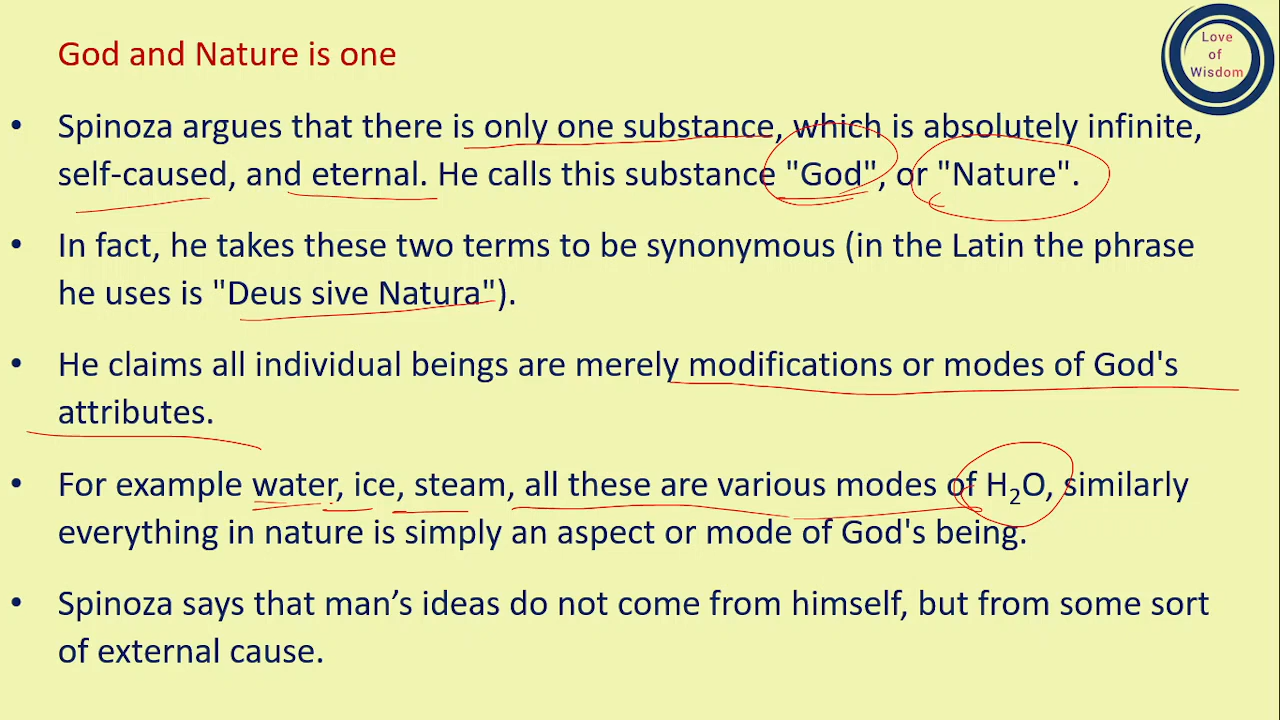 God and Nature is one
Love
of
Wisdom
• Spinoza argues that there is only one substance, which is absolutely infinite,
self-caused, and eternal. He calls this substance "God", or "Nature".
• In fact, he takes these two terms to be synonymous (in the Latin the phrase
he uses is "Deus sive Natura").
• He claims all individual beings are merely modifications or modes of God's
attributes.
• For example water, ice, steam, all these are various modes of H₂O, similarly
everything in nature is simply an aspect or mode of God's being.
• Spinoza says that man’s ideas do not come from himself, but from some sort
of external cause.